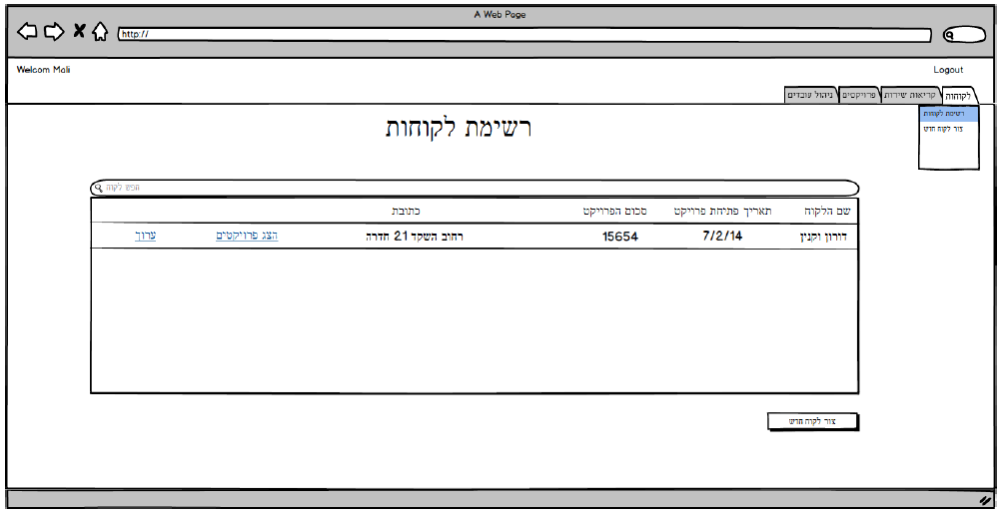 A Web Page
http://
Welcom Mali
Logout
לקוחוה
קריאות שירות
פרויקטים
ניהול עובדים
רשימת לקוחות
צור לקוח חדש
רשימת לקוחות
חפש לקוח
שם הלקוח תאריך פתיחת פרויקט סכום הפרויקט כתובת
דורון וקנין 7/2/14 15654 רחוב השקד 21 חדרה הצג פרויקטים ערוך
צור לקוח חדש